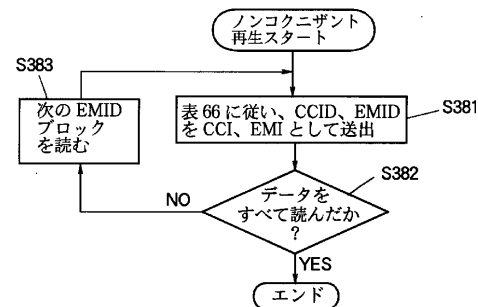 ノンコクニザント
再生スタート
S383
次の EMID
ブロック
を読む
表 66 に従い、CCID、EMID
を CCI、EMI として送出
S381
S382
データを
すべて読んだか
?
NO
YES
エンド